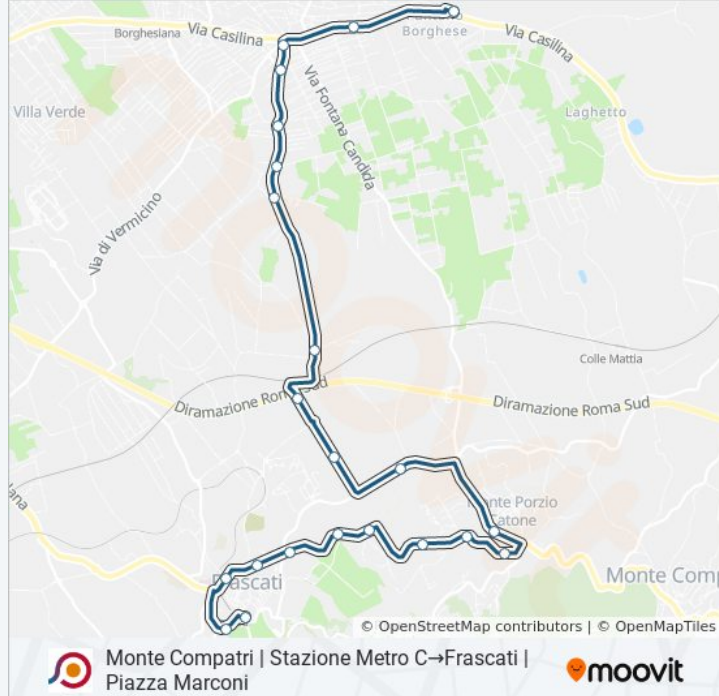 Borghesiana
Via Casilina
Borghese
Via Casilina
Villa Verde
Via Fontana Candida
Laghetto
Via di Vermicino
Colle Mattia
Diramazione Roma Sud
Diramazione Roma Sud
Monte Porzio
Catone
Frascati
Monte Comp
© OpenStreetMap contributors | © OpenMapTiles
Monte Compatri | Stazione Metro C→Frascati |
Piazza Marconi
moovit